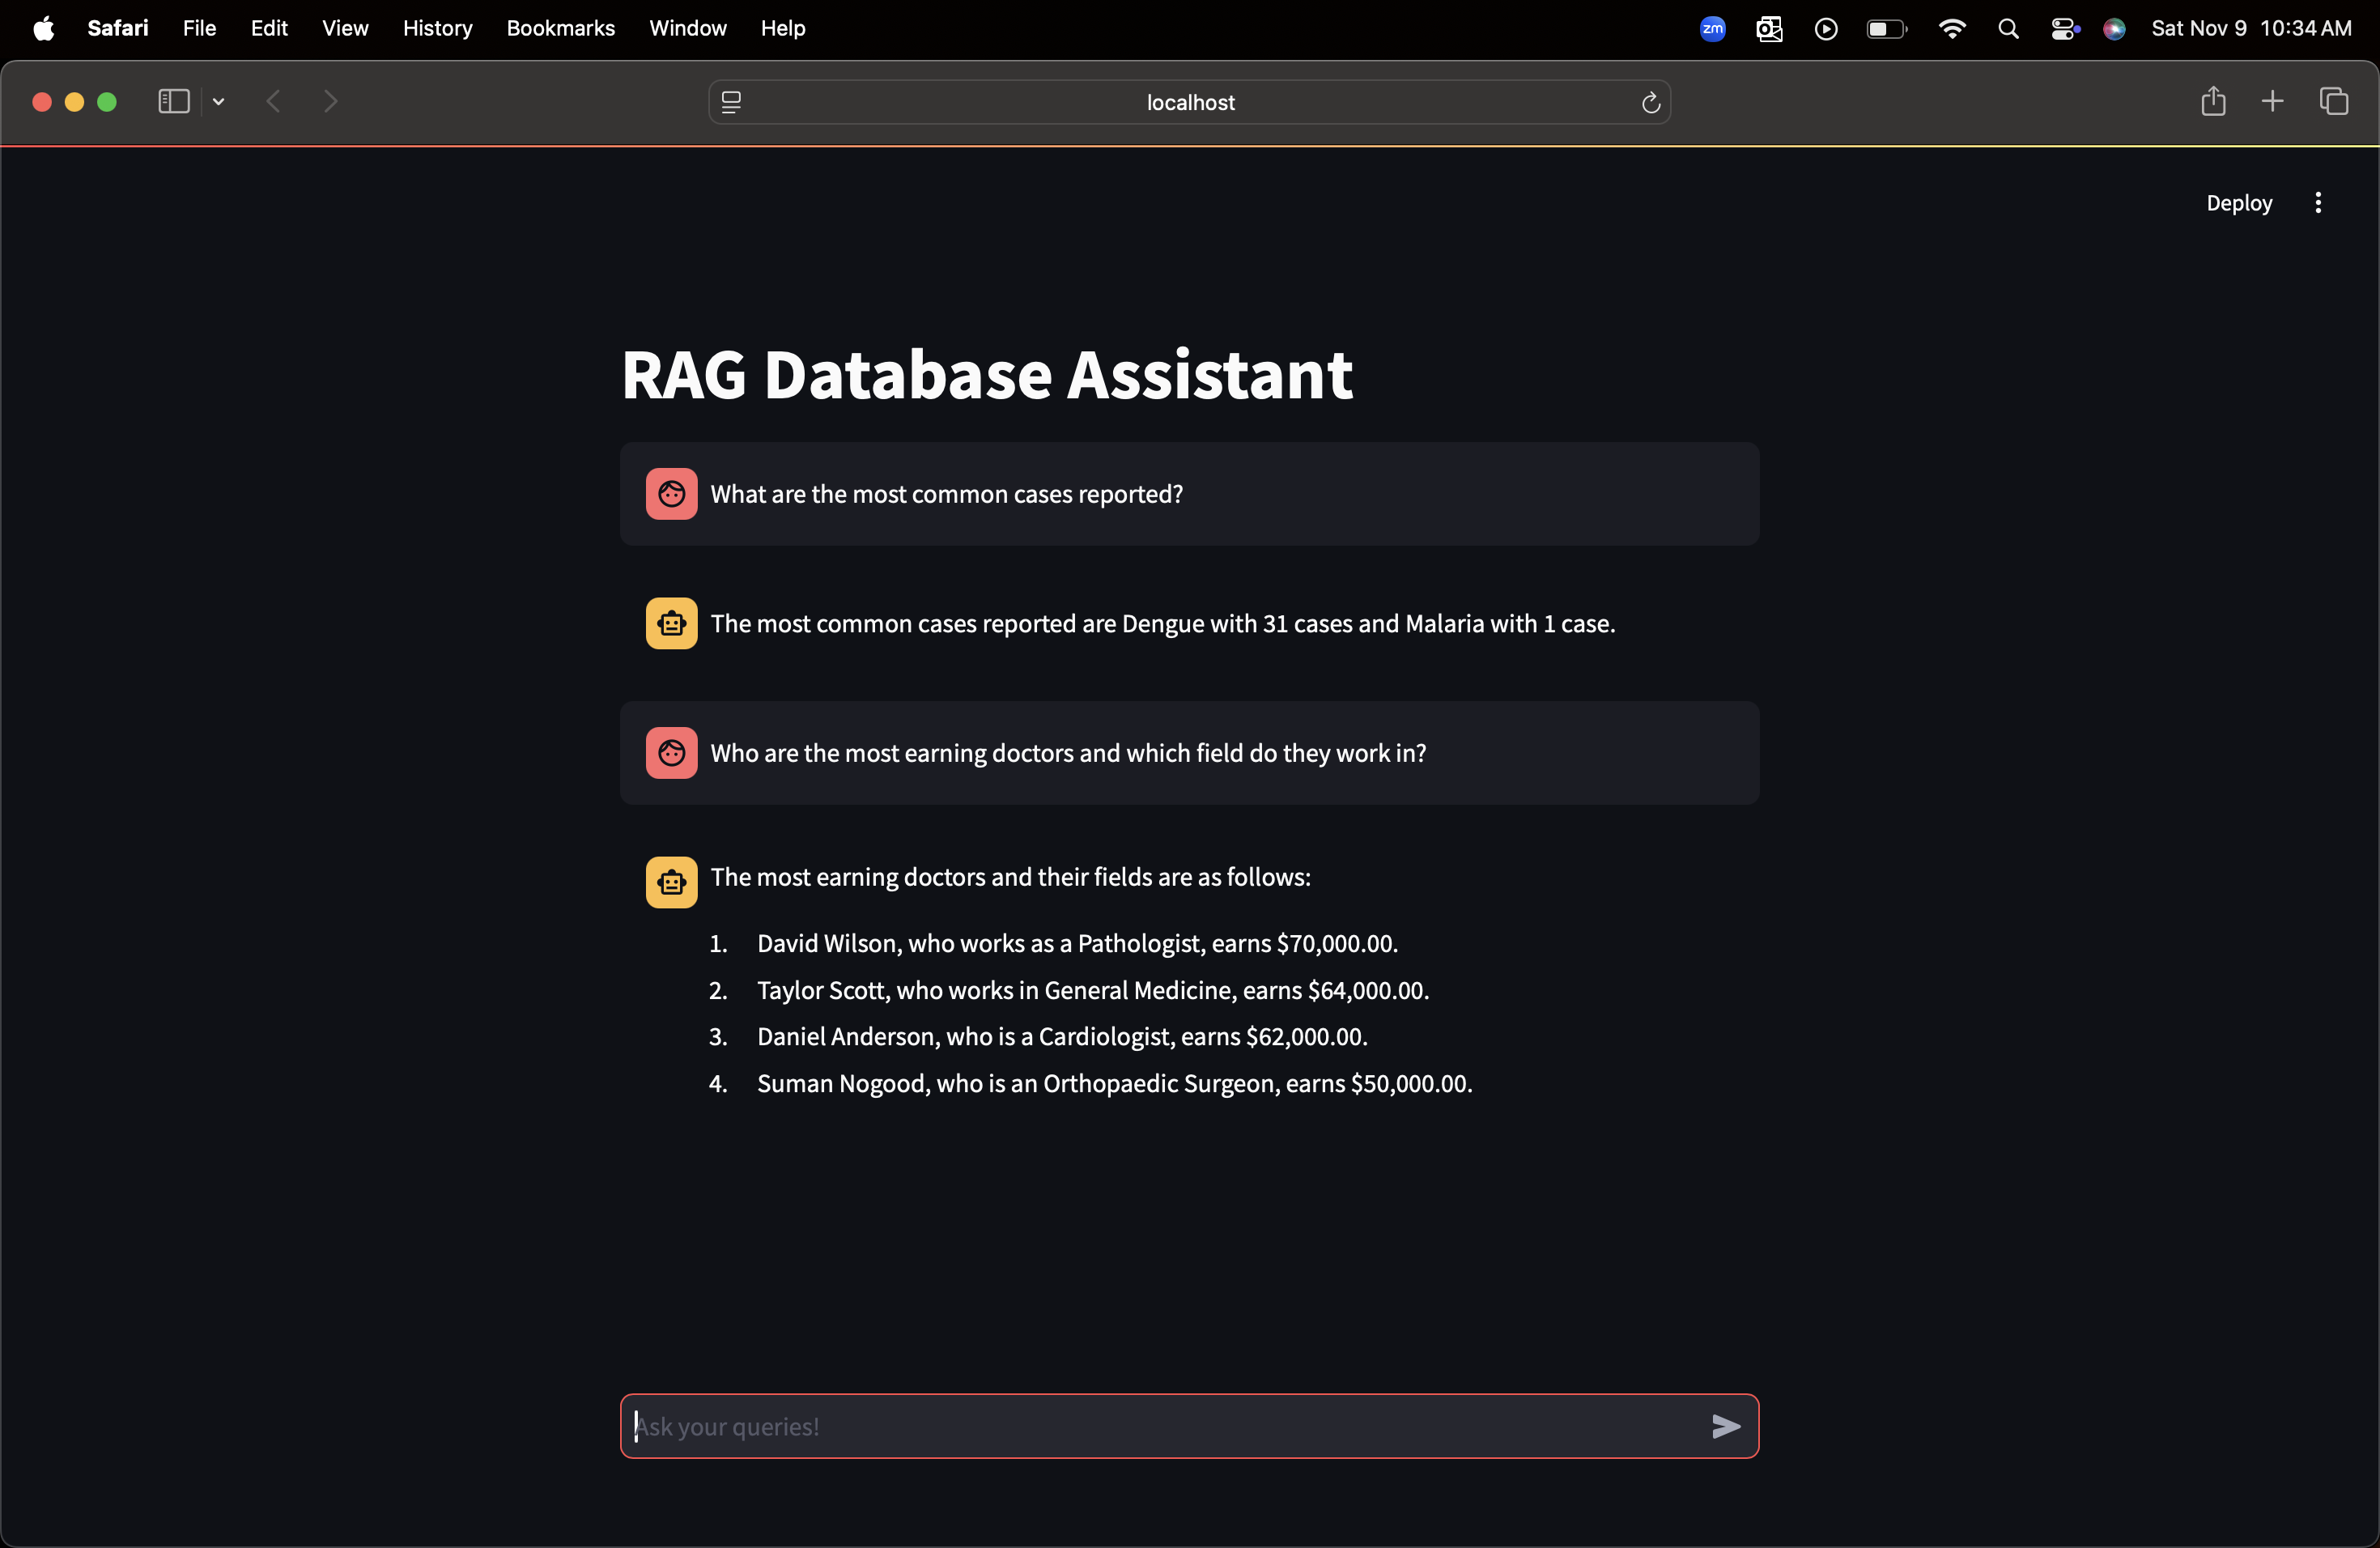 Safari File Edit View History Bookmarks Window Help zm Sat Nov 9 10:34 AM
localhost
Deploy
RAG Database Assistant
What are the most common cases reported?
The most common cases reported are Dengue with 31 cases and Malaria with 1 case.
Who are the most earning doctors and which field do they work in?
The most earning doctors and their fields are as follows:
1. David Wilson, who works as a Pathologist, earns $70,000.00.
2. Taylor Scott, who works in General Medicine, earns $64,000.00.
3. Daniel Anderson, who is a Cardiologist, earns $62,000.00.
4. Suman Nogood, who is an Orthopaedic Surgeon, earns $50,000.00.
Ask your queries!